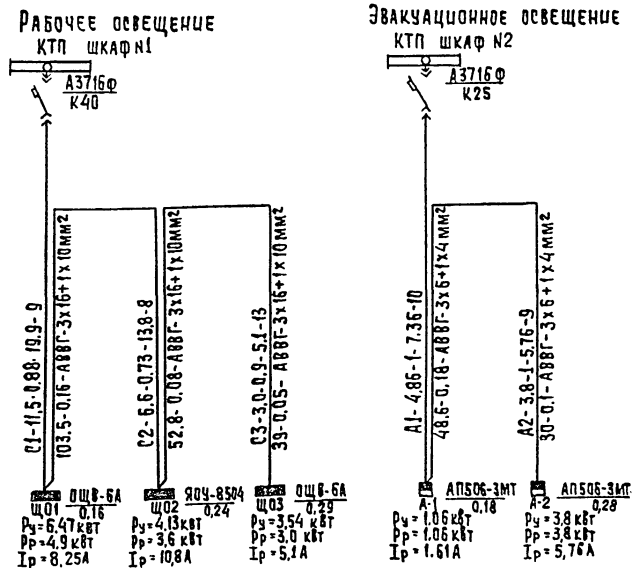 Рабочее освещение
КТП шкаф N1
А3716Ф
К40
С1-11,5-0,88-19,9-9
103,5-0,16-АВВГ-3х16+1х10мм²
С2-6,6-0,73-13,8-8
52,8-0,08-АВВГ-3х16+1х10мм²
С3-3,0-0,9-5,1-13
39-0,05-АВВГ-3х16+1х10мм²
ЩО1 ОЩВ-6А
0,16
Ру=6,47кВт
Рр=4,9кВт
Iр=8,25А
ЩО2 ЯОУ-8504
0,24
Ру=4,13кВт
Рр=3,6кВт
Iр=10,8А
ЩО3 ОЩВ-6А
0,29
Ру=3,54кВт
Рр=3,0кВт
Iр=5,1А
Эвакуационное освещение
КТП шкаф N2
А3716Ф
К25
А1-4,86-1-7,36-10
48,6-0,18-АВВГ-3х6+1х4мм²
А2-3,8-1-5,76-9
30-0,1-АВВГ-3х6+1х4мм²
А-1 АП50Б-3МТ
0,18
Ру=1.06кВт
Рр=1.06кВт
Iр=1.61А
А-2 АП50Б-3МТ
0,28
Ру=3,8кВт
Рр=3,8кВт
Iр=5,76А